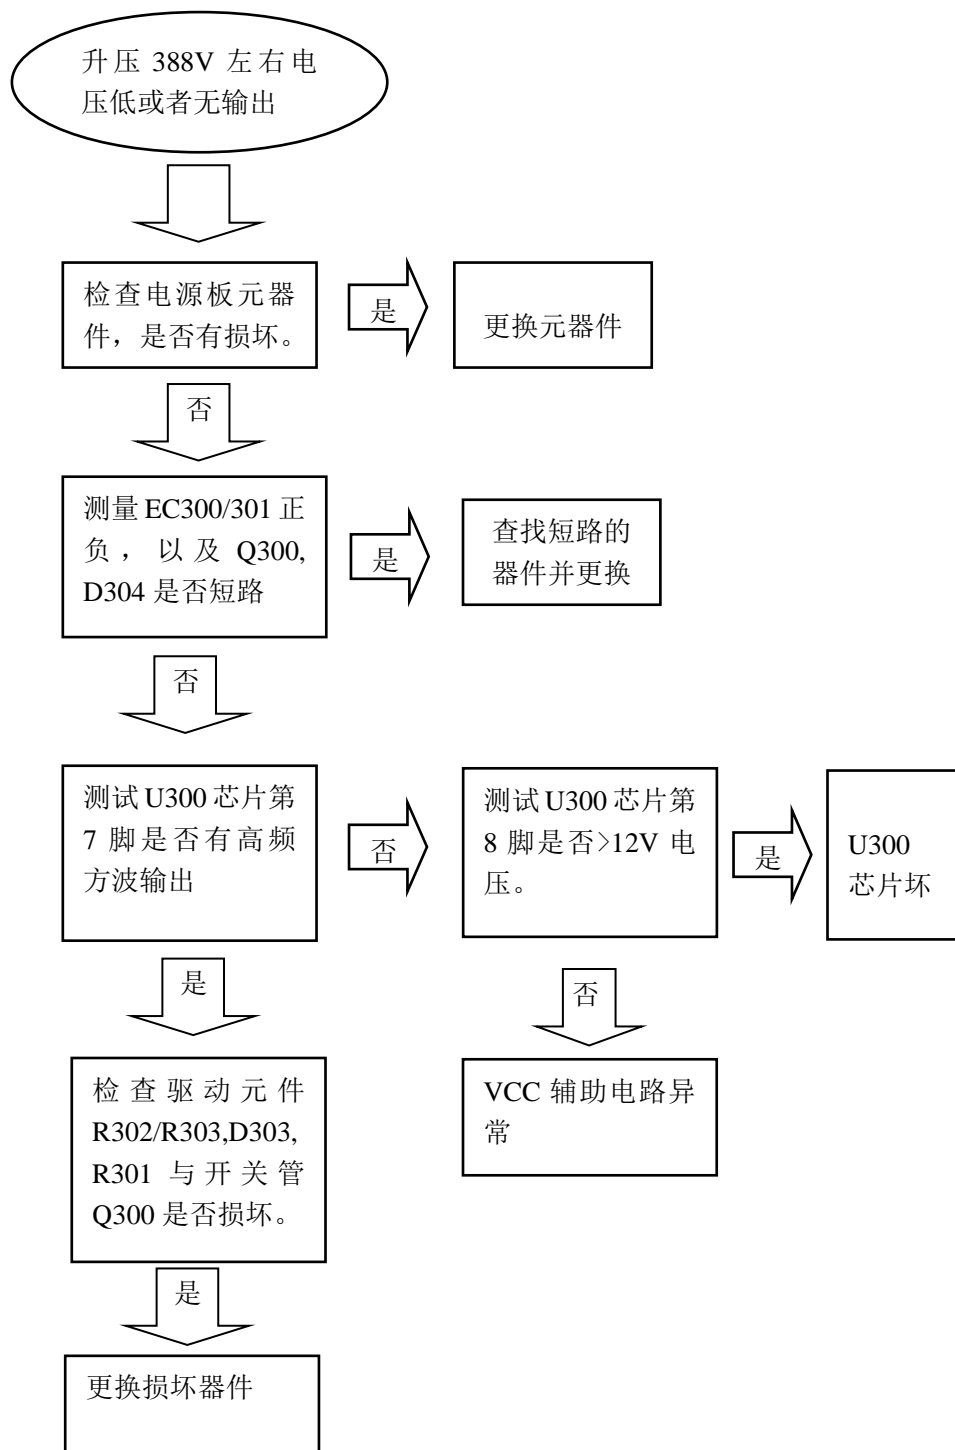 升压 388V 左右电
压低或者无输出
检查电源板元器
件，是否有损坏。
是
更换元器件
否
测量 EC300/301 正
负，以及 Q300,
D304 是否短路
是
查找短路的
器件并更换
否
测试 U300 芯片第
7 脚是否有高频
方波输出
否
测试 U300 芯片第
8 脚是否>12V 电
压。
是
U300
芯片坏
是
否
检查驱动元件
R302/R303,D303,
R301 与开关管
Q300 是否损坏。
VCC 辅助电路异
常
是
更换损坏器件